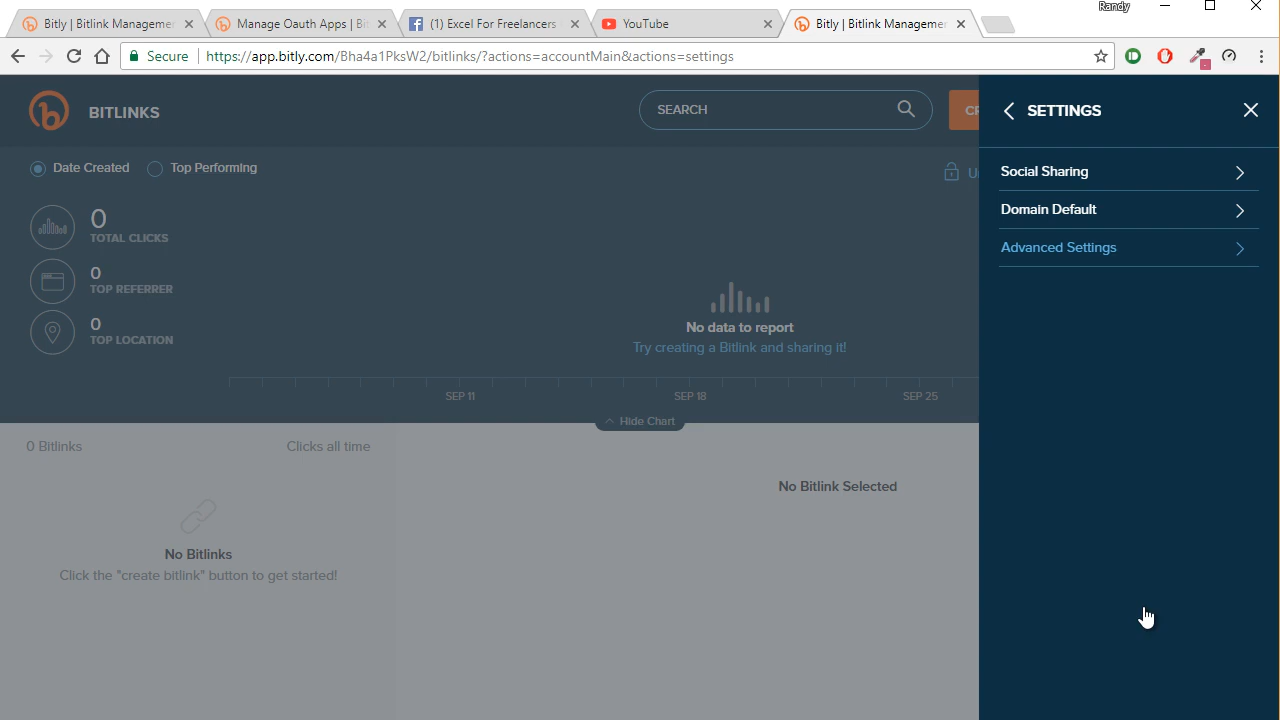 Randy
Bitly | Bitlink Managemen
Manage Oauth Apps | Bi
(1) Excel For Freelancers
YouTube
Bitly | Bitlink Managemen
Secure
https://app.bitly.com/Bha4a1PksW2/bitlinks/?actions=accountMain&actions=settings
BITLINKS
SEARCH
SETTINGS
Date Created
Top Performing
Social Sharing
Domain Default
Advanced Settings
0
TOTAL CLICKS
0
TOP REFERRER
0
TOP LOCATION
No data to report
Try creating a Bitlink and sharing it!
SEP 11
SEP 18
SEP 25
Hide Chart
0 Bitlinks
Clicks all time
No Bitlink Selected
No Bitlinks
Click the "create bitlink" button to get started!